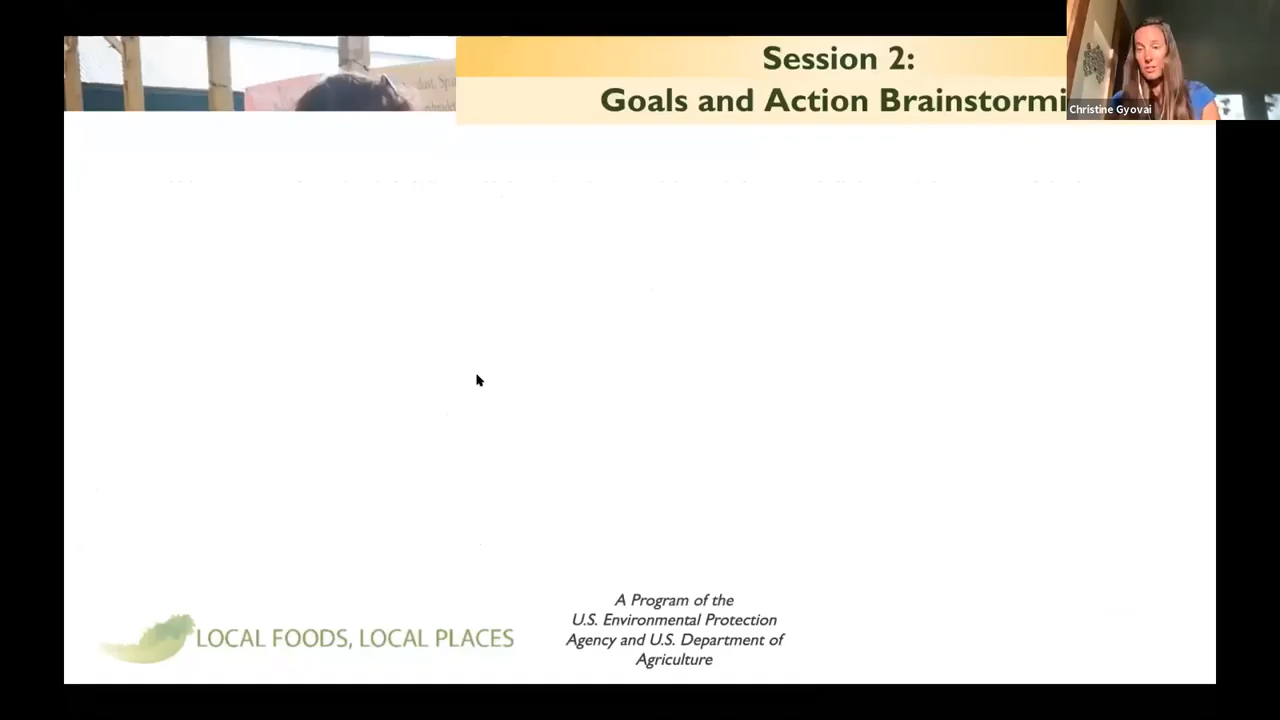 Session 2:
Goals and Action Brainstormi
Christine Gyovai
LOCAL FOODS, LOCAL PLACES
A Program of the
U.S. Environmental Protection
Agency and U.S. Department of
Agriculture